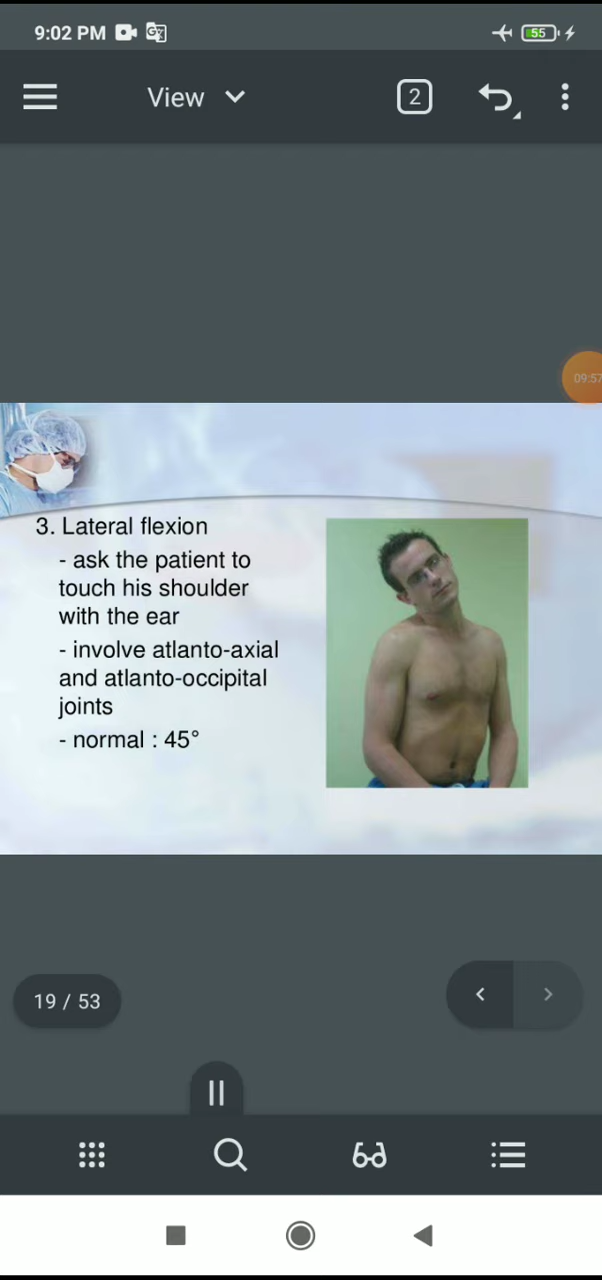 9:02 PM
55
View
2
09:57
3. Lateral flexion
- ask the patient to
touch his shoulder
with the ear
- involve atlanto-axial
and atlanto-occipital
joints
- normal : 45°
19 / 53